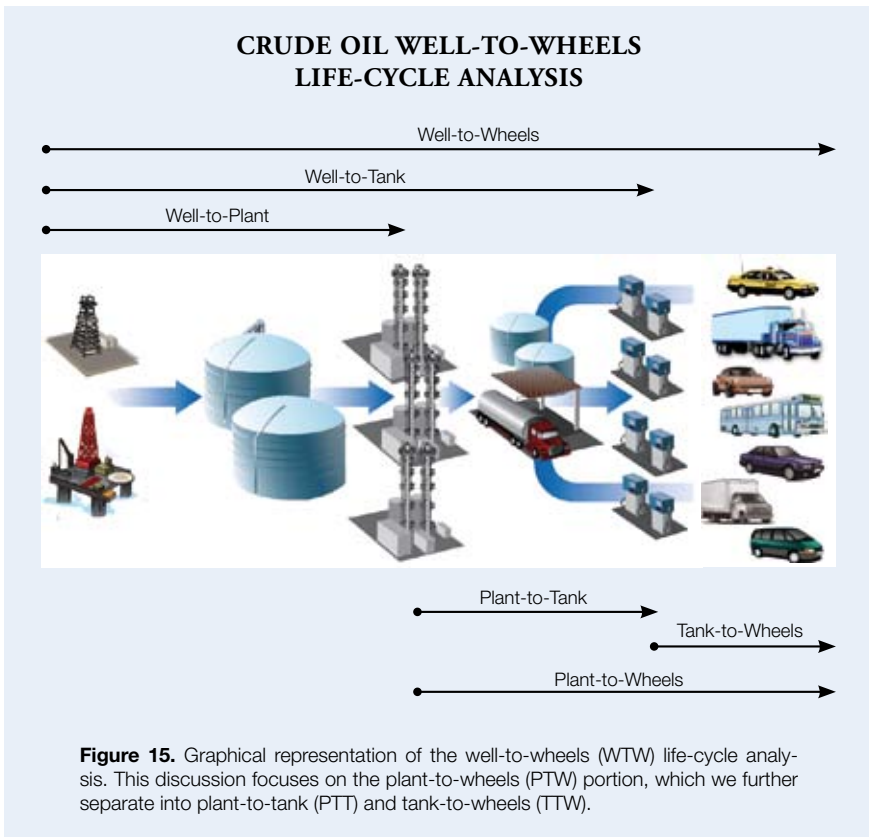 CRUDE OIL WELL-TO-WHEELS
LIFE-CYCLE ANALYSIS
Well-to-Wheels
Well-to-Tank
Well-to-Plant
Plant-to-Tank
Tank-to-Wheels
Plant-to-Wheels
Figure 15. Graphical representation of the well-to-wheels (WTW) life-cycle analy-
sis. This discussion focuses on the plant-to-wheels (PTW) portion, which we further
separate into plant-to-tank (PTT) and tank-to-wheels (TTW).